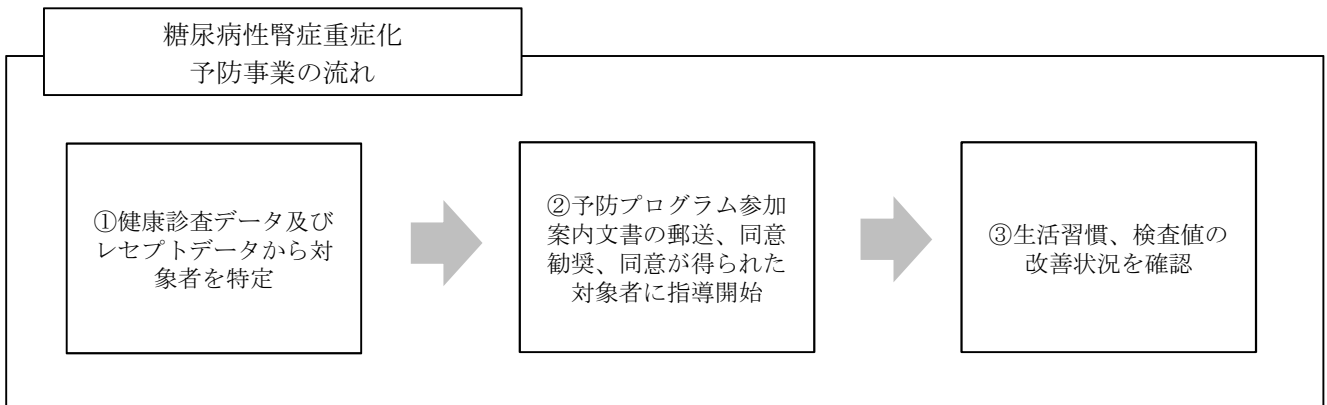 糖尿病性腎症重症化
予防事業の流れ
①健康診査データ及び
レセプトデータから対
象者を特定
②予防プログラム参加
案内文書の郵送、同意
勧奨、同意が得られた
対象者に指導開始
③生活習慣、検査値の
改善状況を確認